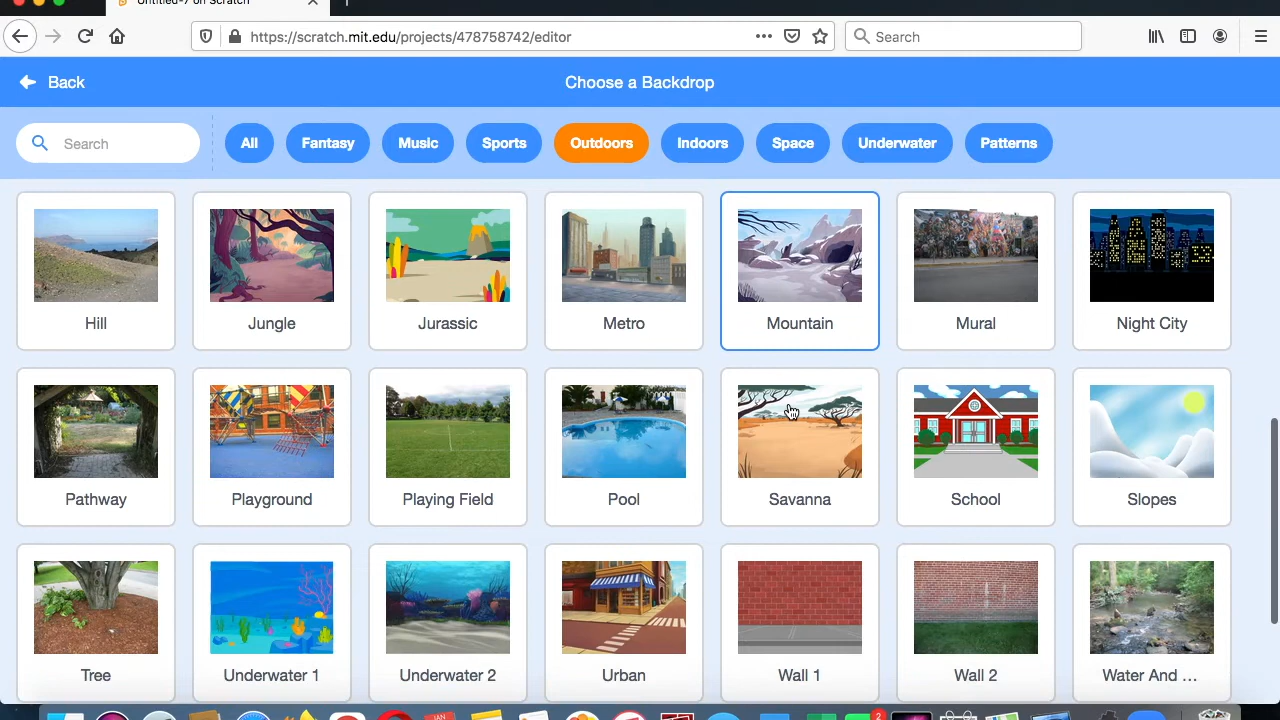 Untitled-7 on Scratch
https://scratch.mit.edu/projects/478758742/editor
Search
Back
Choose a Backdrop
Search
All
Fantasy
Music
Sports
Outdoors
Indoors
Space
Underwater
Patterns
Hill
Jungle
Jurassic
Metro
Mountain
Mural
Night City
Pathway
Playground
Playing Field
Pool
Savanna
School
Slopes
Tree
Underwater 1
Underwater 2
Urban
Wall 1
Wall 2
Water And ...
JAN
2